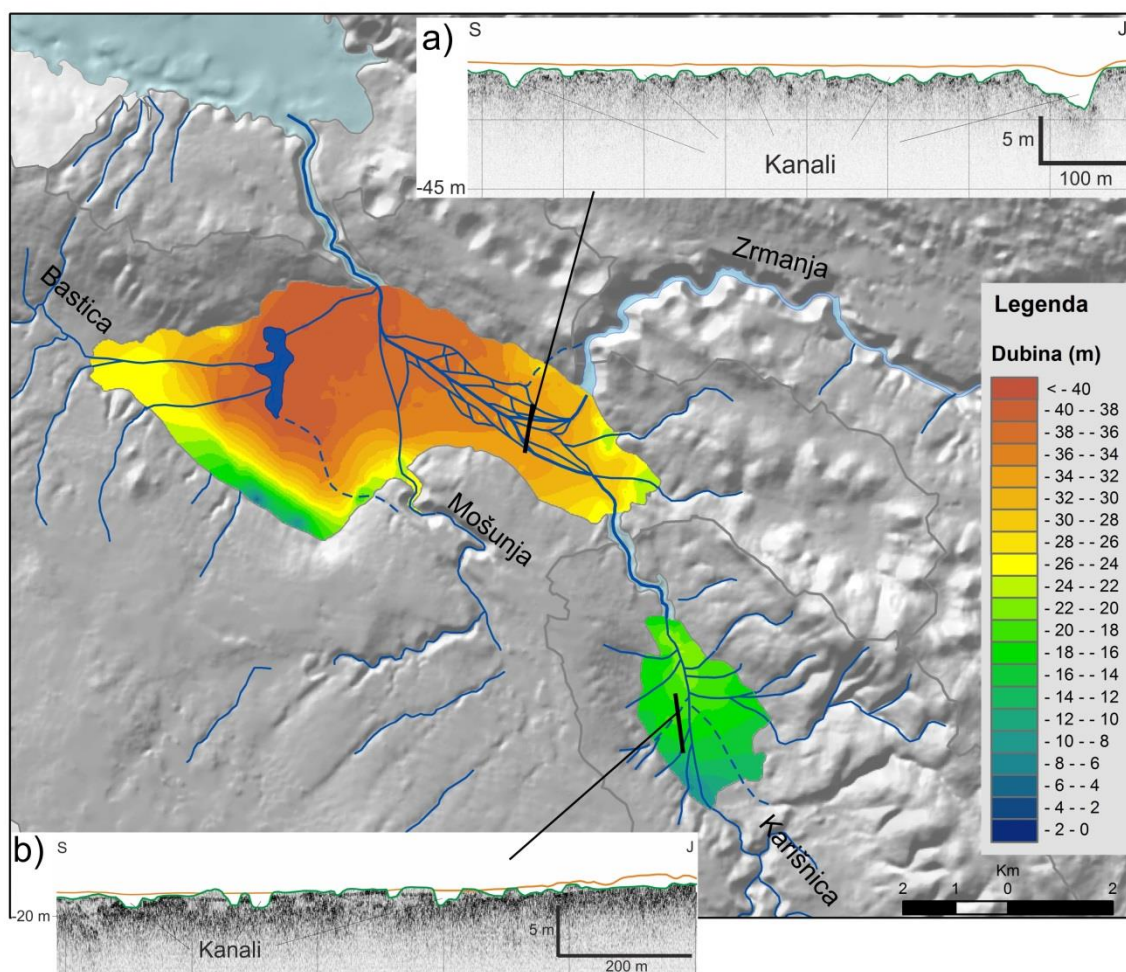 a)
S
J
Kanali
5 m
100 m
-45 m
Zrmanja
Bastica
Mošunja
Karišnica
Legenda
Dubina (m)
< - 40
- 40 - - 38
- 38 - - 36
- 36 - - 34
- 34 - - 32
- 32 - - 30
- 30 - - 28
- 28 - - 26
- 26 - - 24
- 24 - - 22
- 22 - - 20
- 20 - - 18
- 18 - - 16
- 16 - - 14
- 14 - - 12
- 12 - - 10
- 10 - - 8
- 8 - - 6
- 6 - - 4
- 4 - - 2
- 2 - 0
Km
2 1 0 2
b)
S
J
-20 m
Kanali
5 m
200 m